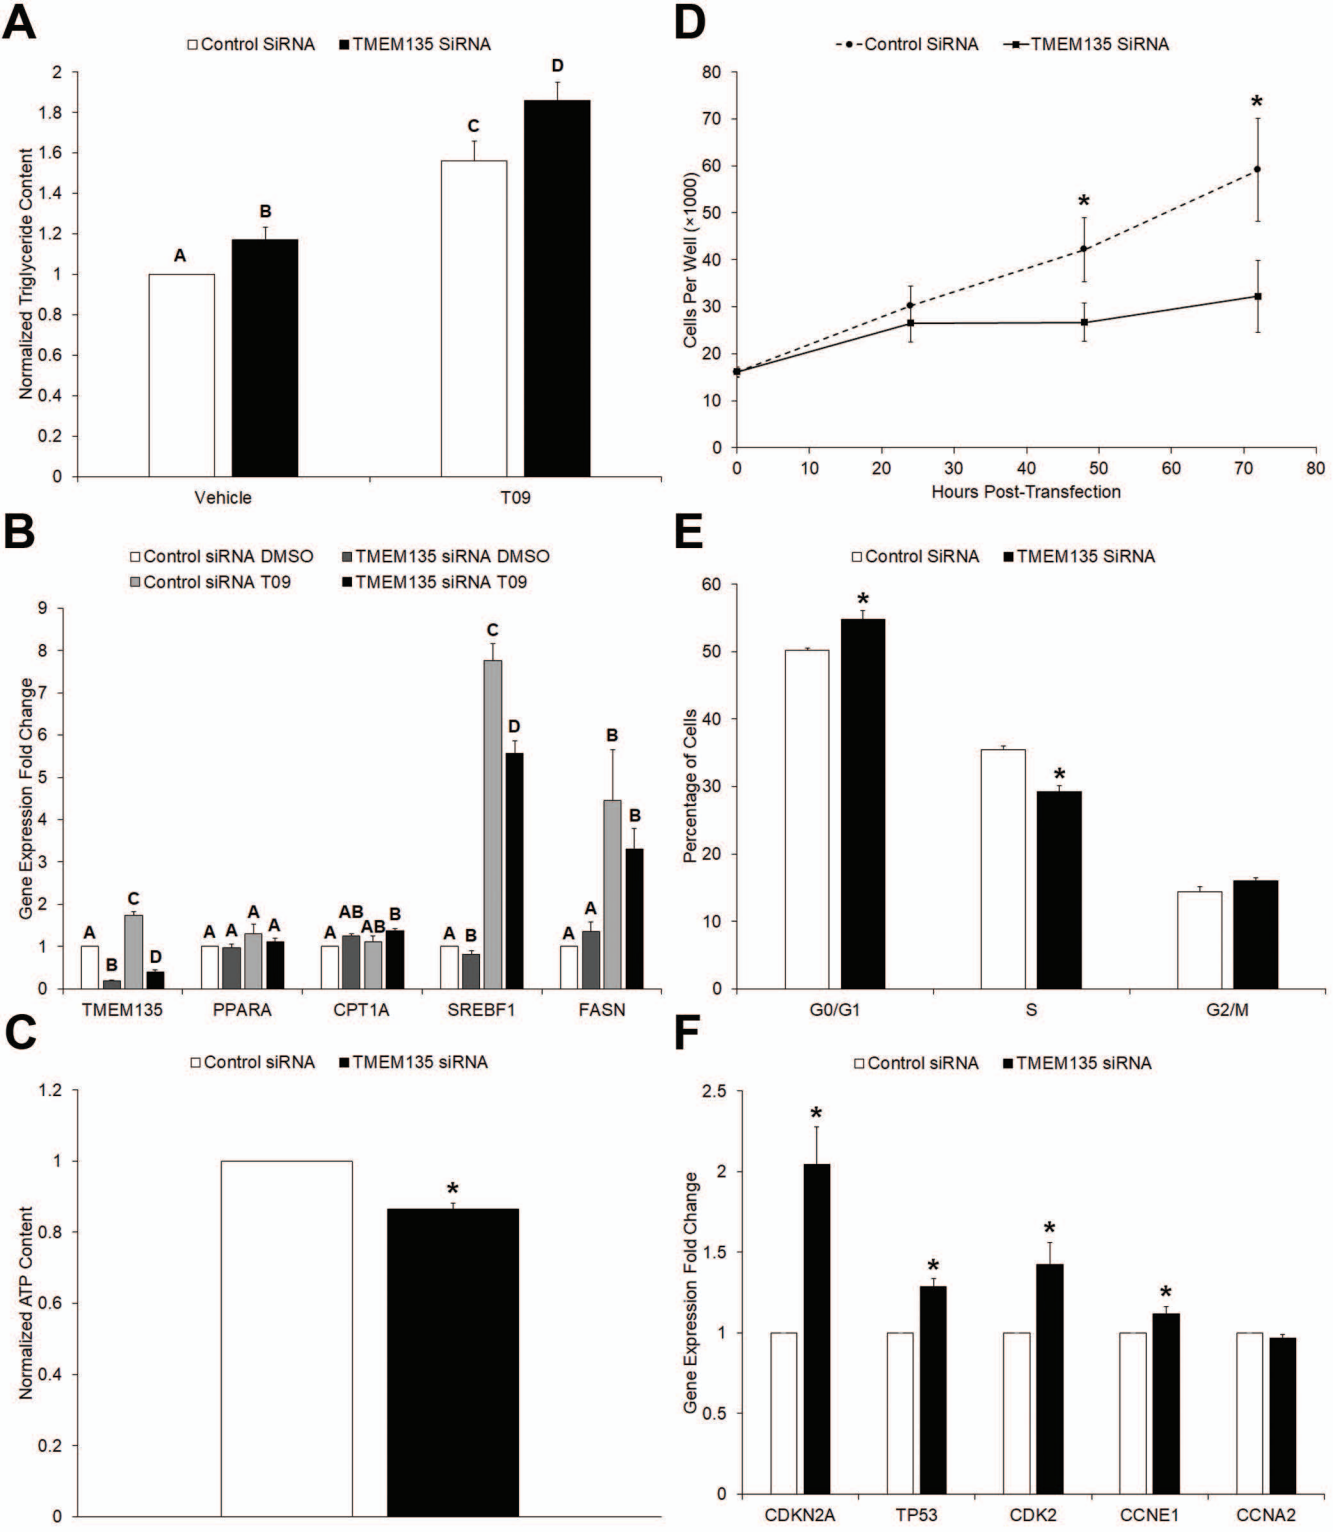 A
Control SiRNA TMEM135 SiRNA
Normalized Triglyceride Content
2
1.8
1.6
1.4
1.2
1
0.8
0.6
0.4
0.2
0
A
B
C
D
Vehicle T09
B
Control siRNA DMSO TMEM135 siRNA DMSO
Control siRNA T09 TMEM135 siRNA T09
Gene Expression Fold Change
9
8
7
6
5
4
3
2
1
0
A B C D
A A A A
A AB AB B
A B C D
A A B B
TMEM135 PPARA CPT1A SREBF1 FASN
C
Control siRNA TMEM135 siRNA
Normalized ATP Content
1.2
1
0.8
0.6
0.4
0.2
0
*
D
Control SiRNA TMEM135 SiRNA
Cells Per Well (×1000)
80
70
60
50
40
30
20
10
0
* *
0 10 20 30 40 50 60 70 80
Hours Post-Transfection
E
Control SiRNA TMEM135 SiRNA
Percentage of Cells
60
50
40
30
20
10
0
* *
G0/G1 S G2/M
F
Control siRNA TMEM135 siRNA
Gene Expression Fold Change
2.5
2
1.5
1
0.5
0
* * * *
CDKN2A TP53 CDK2 CCNE1 CCNA2